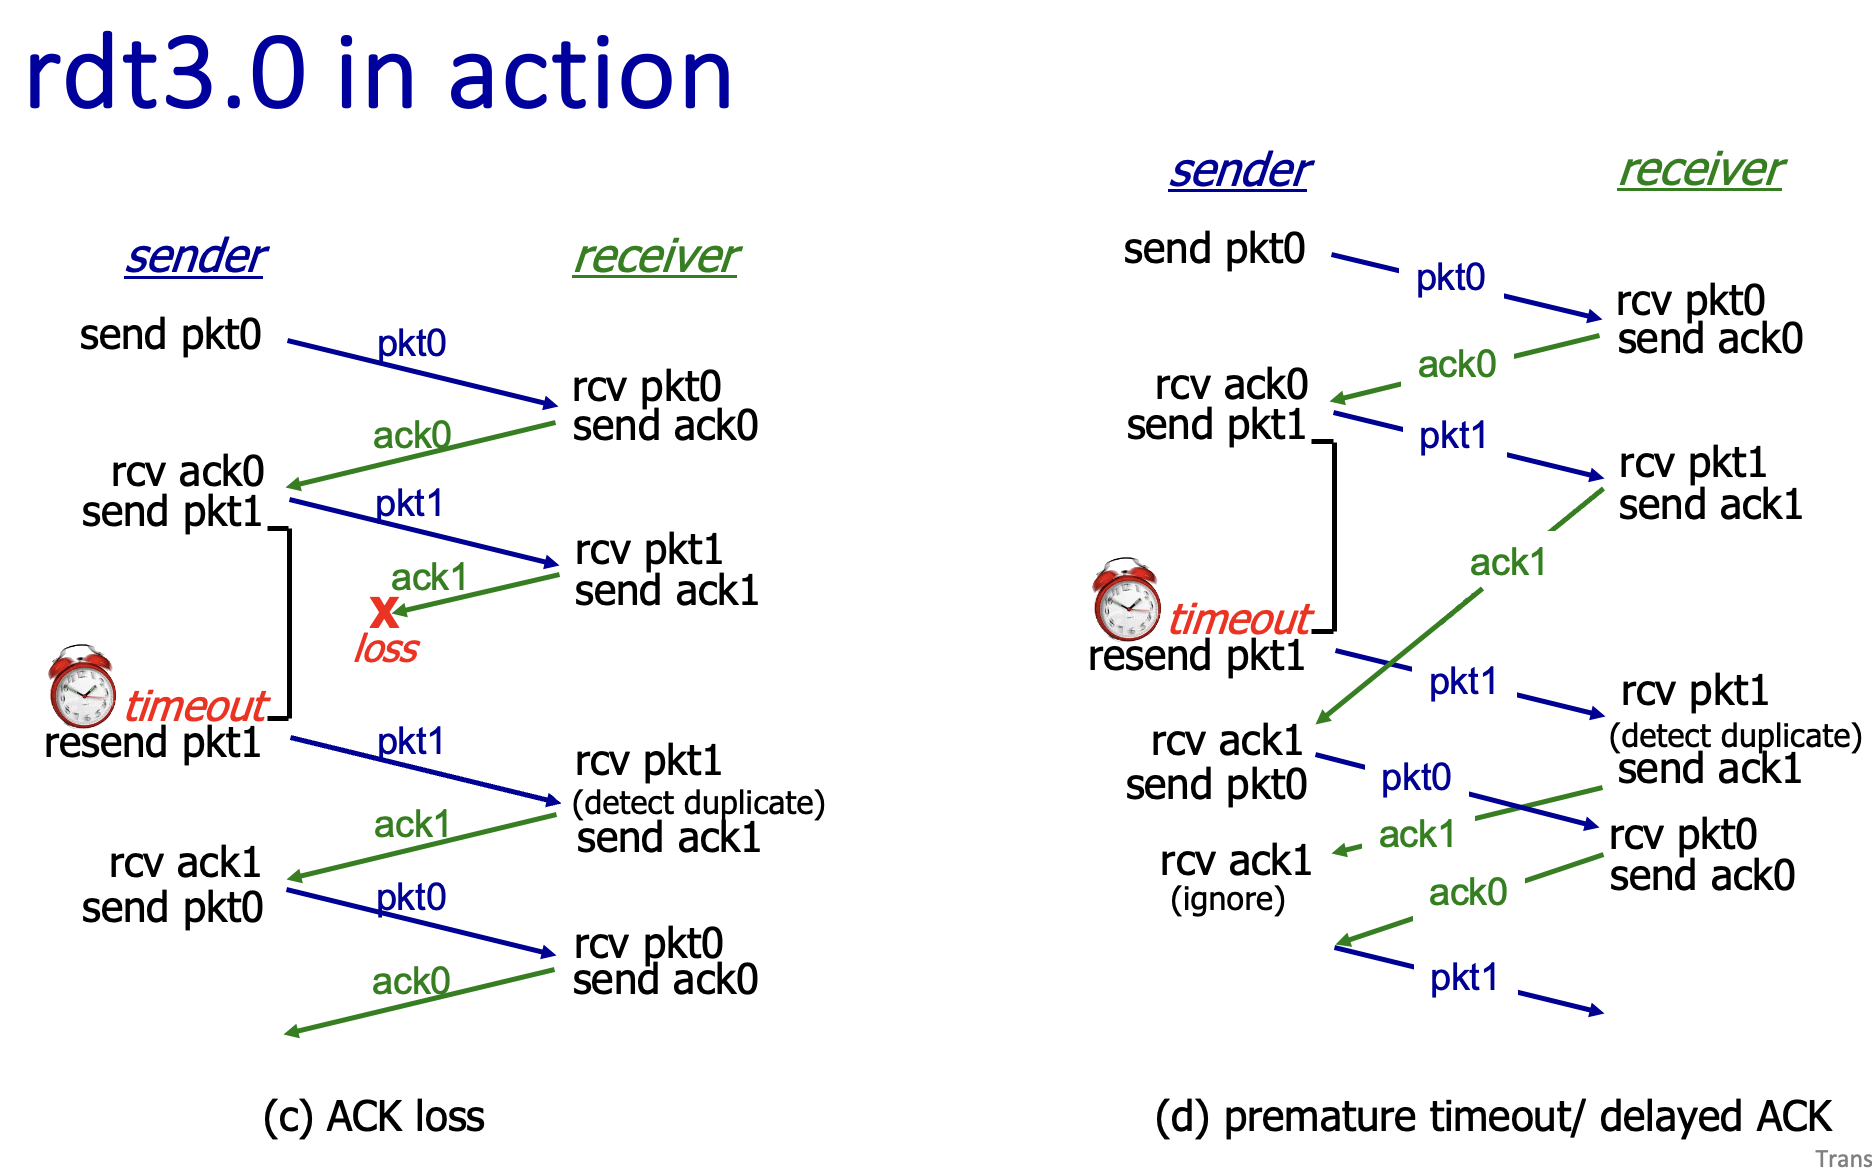 rdt3.0 in action
sender
receiver
send pkt0
pkt0
rcv pkt0
send ack0
ack0
rcv ack0
send pkt1
pkt1
rcv pkt1
send ack1
ack1
X
loss
timeout
resend pkt1
pkt1
rcv pkt1
(detect duplicate)
send ack1
ack1
rcv ack1
send pkt0
pkt0
rcv pkt0
send ack0
ack0
(c) ACK loss
sender
receiver
send pkt0
pkt0
rcv pkt0
send ack0
ack0
rcv ack0
send pkt1
pkt1
rcv pkt1
send ack1
ack1
timeout
resend pkt1
pkt1
rcv pkt1
(detect duplicate)
send ack1
rcv ack1
send pkt0
pkt0
ack1
rcv pkt0
send ack0
rcv ack1
(ignore)
ack0
pkt1
(d) premature timeout/ delayed ACK
Trans